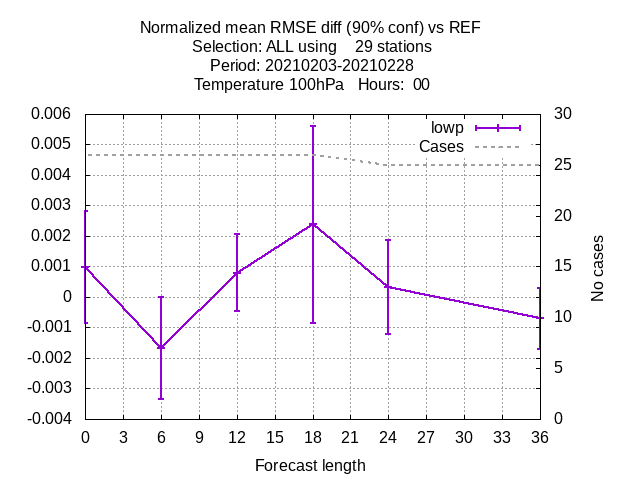 Normalized mean RMSE diff (90% conf) vs REF
Selection: ALL using    29 stations
Period: 20210203-20210228
Temperature 100hPa   Hours:  00
0.006
0.005
0.004
0.003
0.002
0.001
0
-0.001
-0.002
-0.003
-0.004
lowp
Cases
30
25
20
15
10
5
0
No cases
0 3 6 9 12 15 18 21 24 27 30 33 36
Forecast length